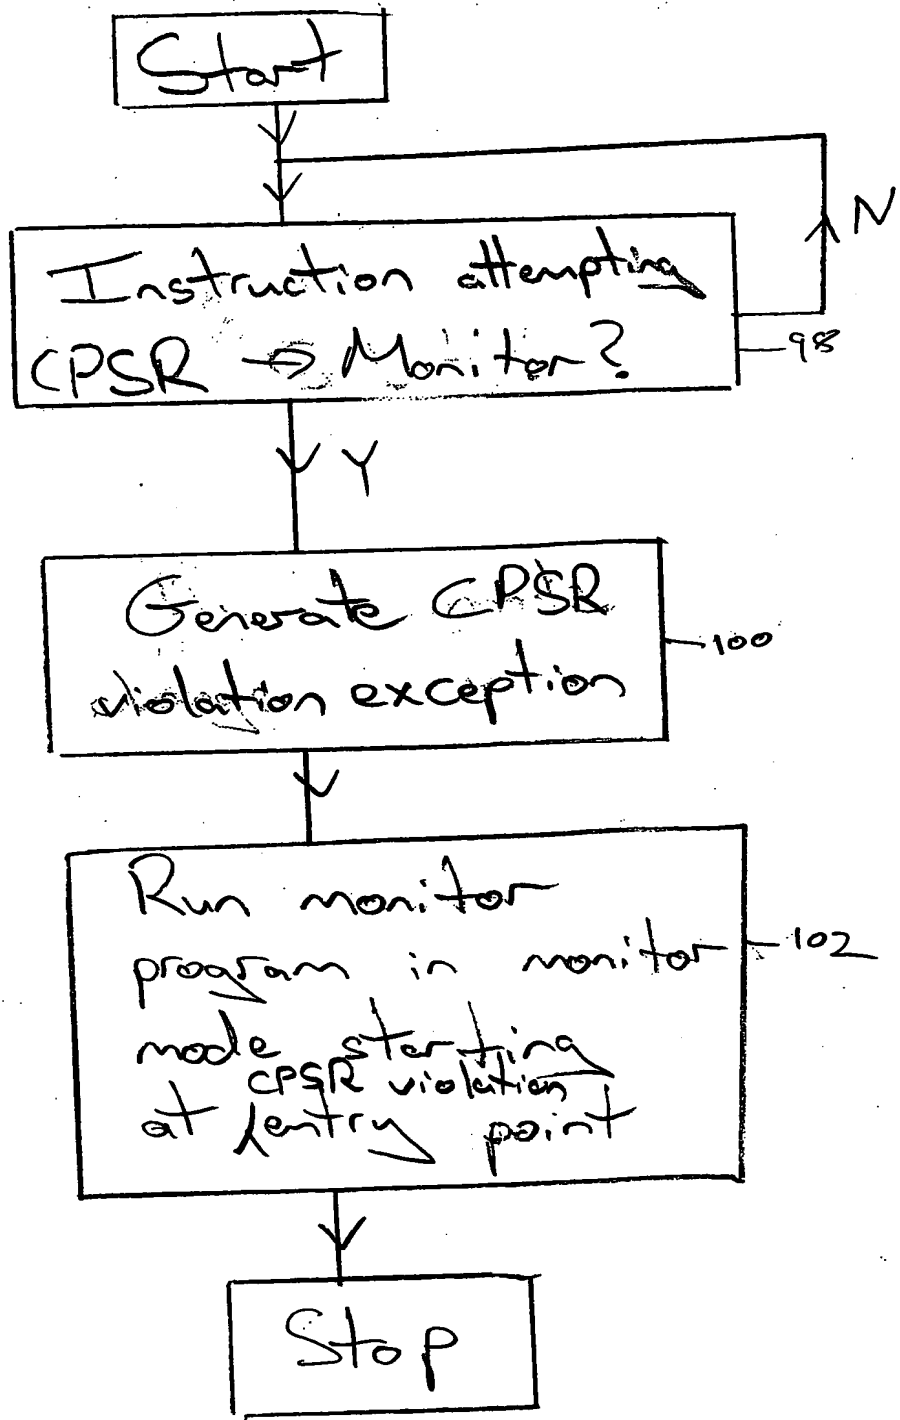 Start
N
Instruction attempting
CPSR → Monitor?
98
Y
Generate CPSR
violation exception
100
Run monitor
program in monitor
102
mode starting
CPSR violation
at entry point
Stop